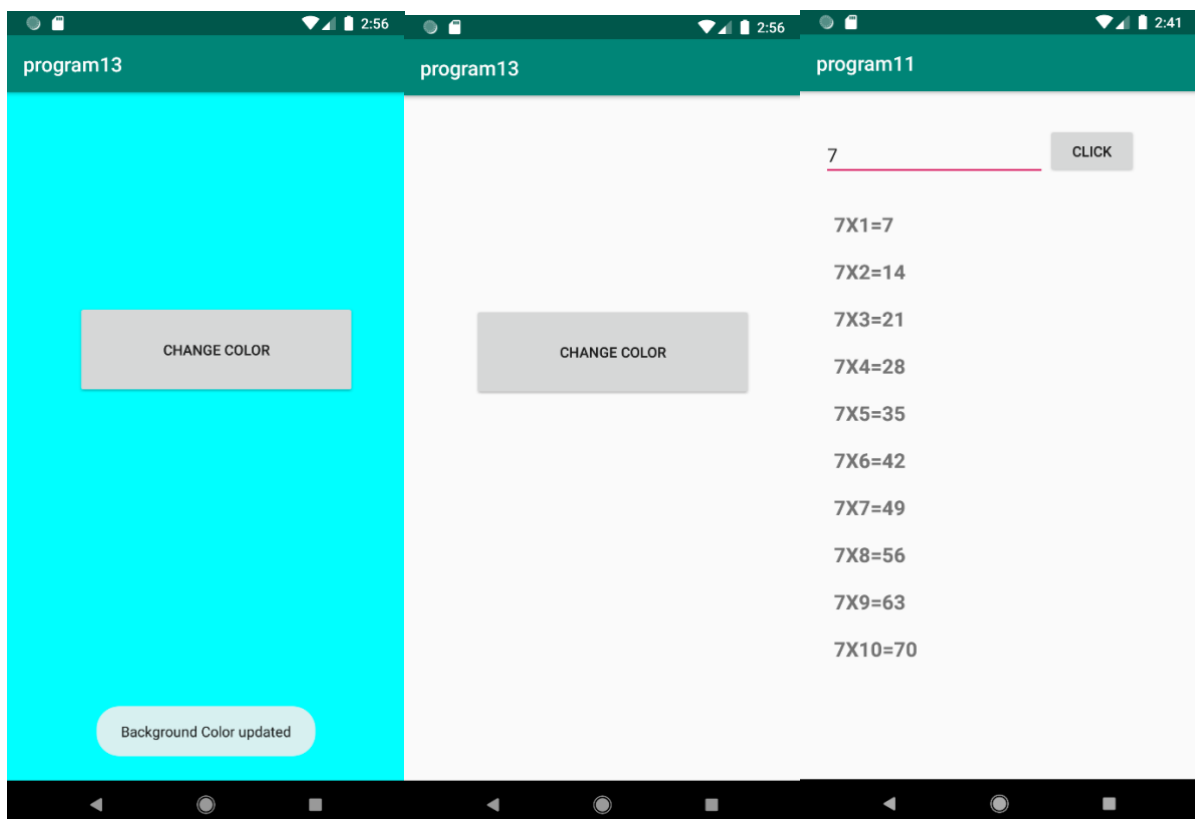 2:56
program13
CHANGE COLOR
Background Color updated
2:56
program13
CHANGE COLOR
2:41
program11
7
CLICK
7X1=7
7X2=14
7X3=21
7X4=28
7X5=35
7X6=42
7X7=49
7X8=56
7X9=63
7X10=70